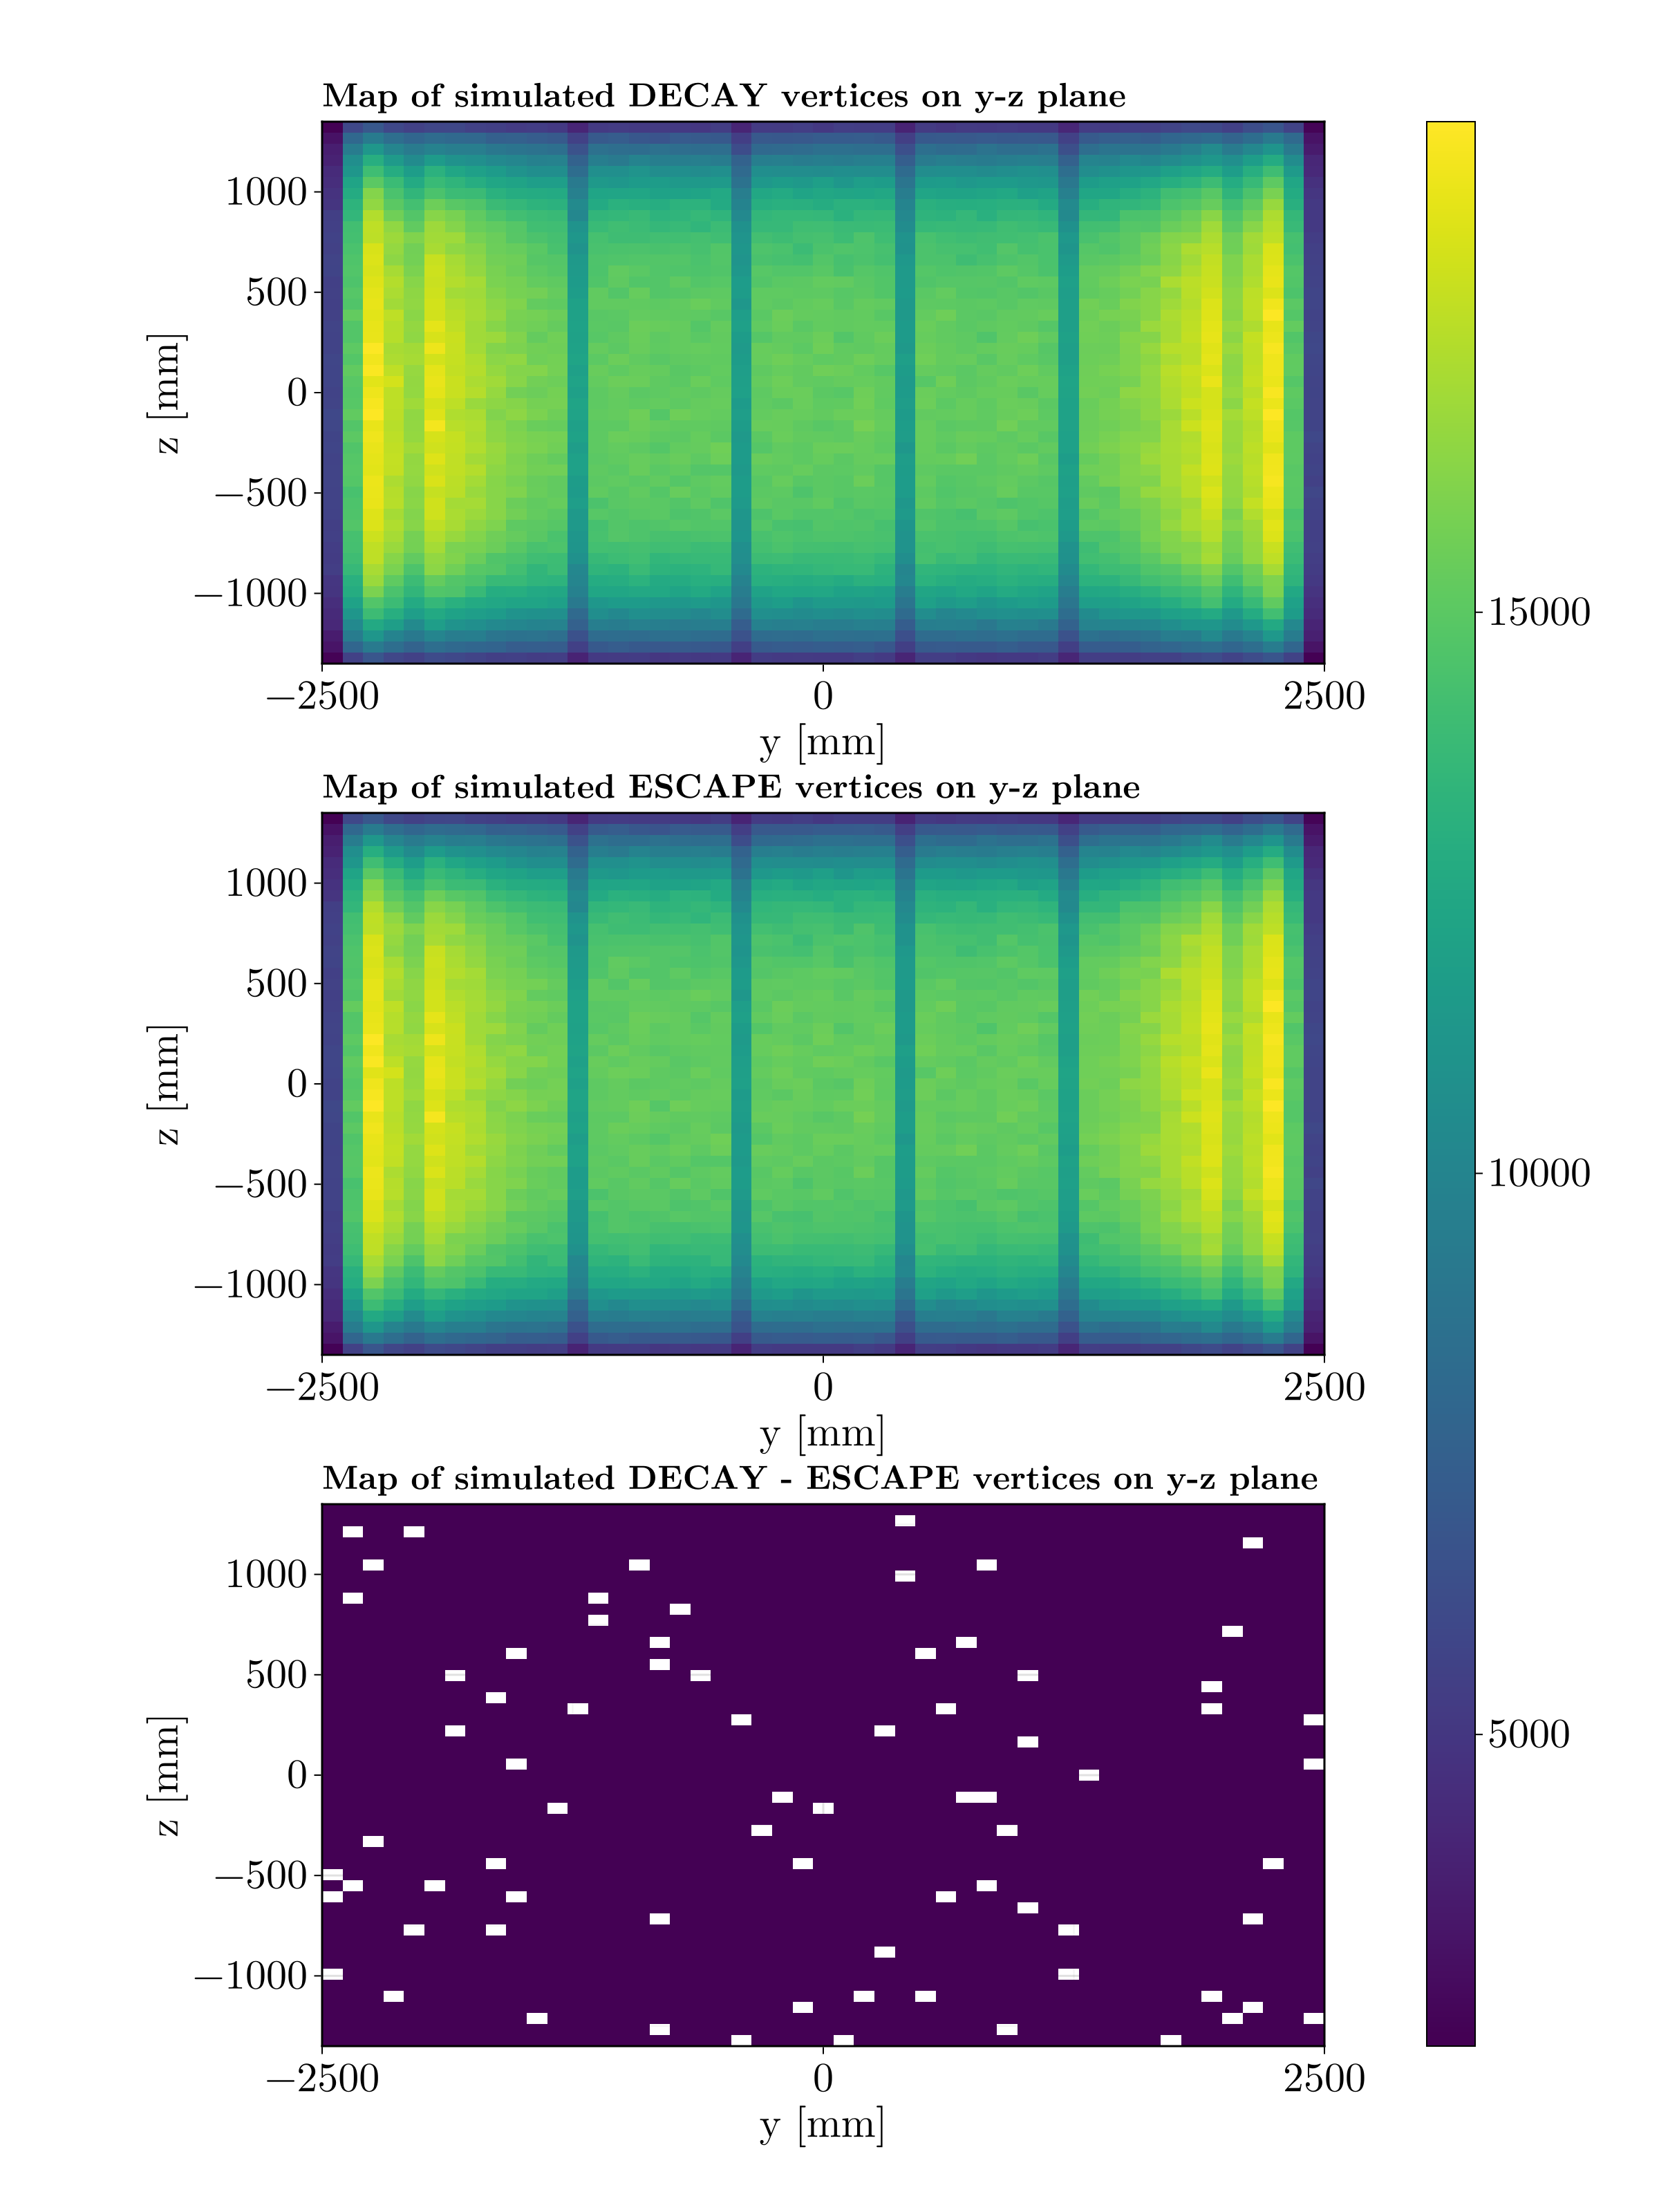 Map of simulated DECAY vertices on y-z plane
1000
500
0
−500
−1000
z [mm]
−2500 0 2500
y [mm]
Map of simulated ESCAPE vertices on y-z plane
1000
500
0
−500
−1000
z [mm]
−2500 0 2500
y [mm]
Map of simulated DECAY - ESCAPE vertices on y-z plane
1000
500
0
−500
−1000
z [mm]
−2500 0 2500
y [mm]
15000
10000
5000